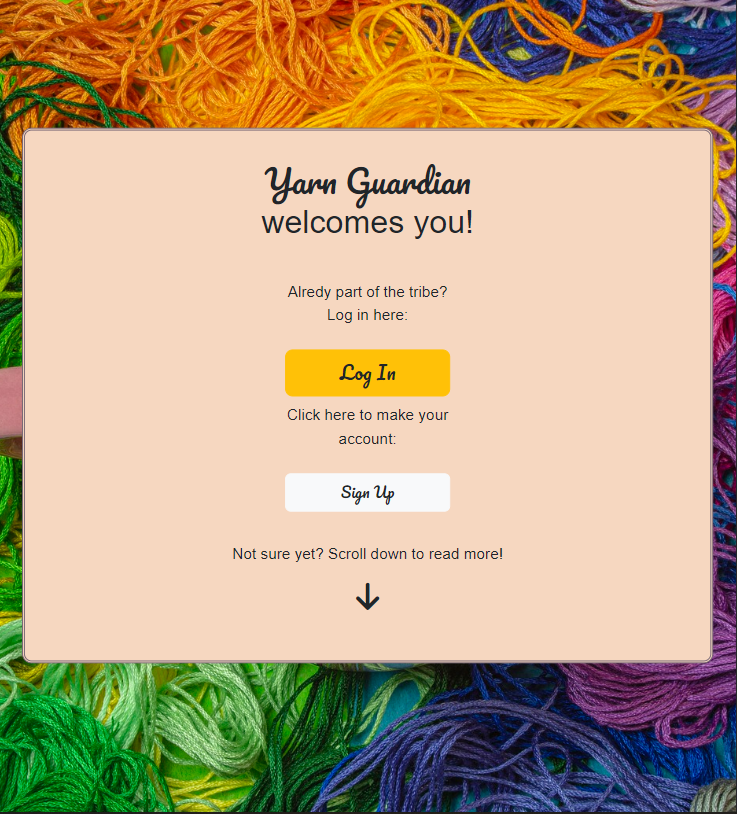 Yarn Guardian
welcomes you!
Alredy part of the tribe?
Log in here:
Log In
Click here to make your
account:
Sign Up
Not sure yet? Scroll down to read more!